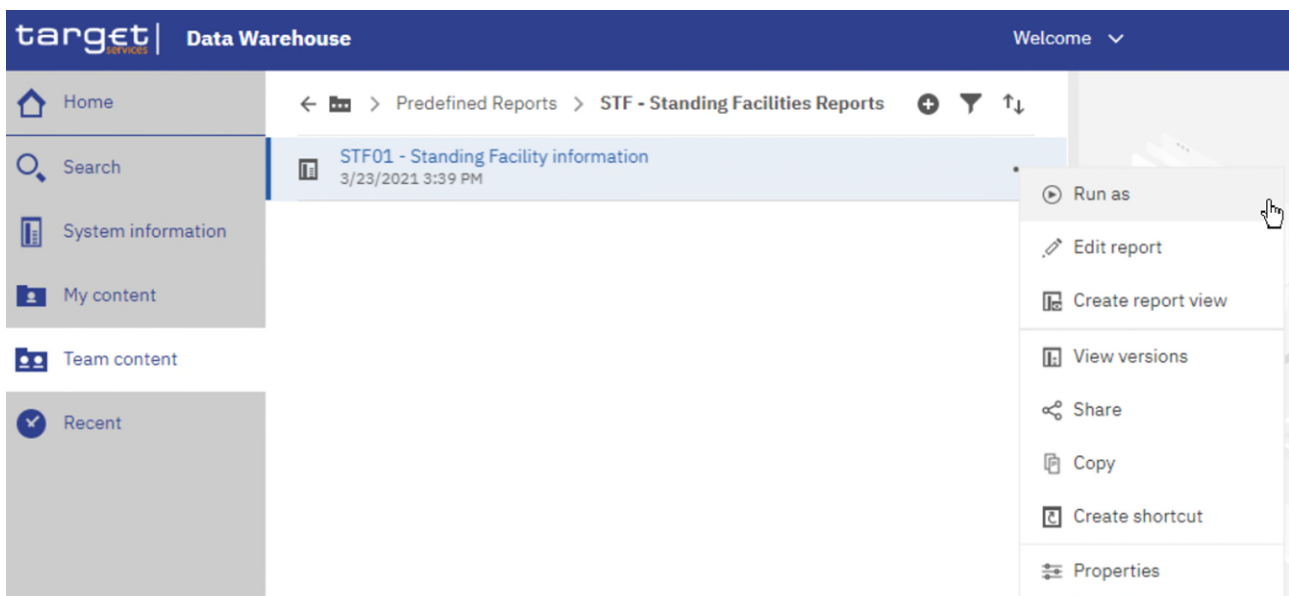 target services | Data Warehouse
Welcome
Home
> Predefined Reports > STF - Standing Facilities Reports
Search
STF01 - Standing Facility information
3/23/2021 3:39 PM
Run as
System information
Edit report
My content
Create report view
Team content
View versions
Recent
Share
Copy
Create shortcut
Properties